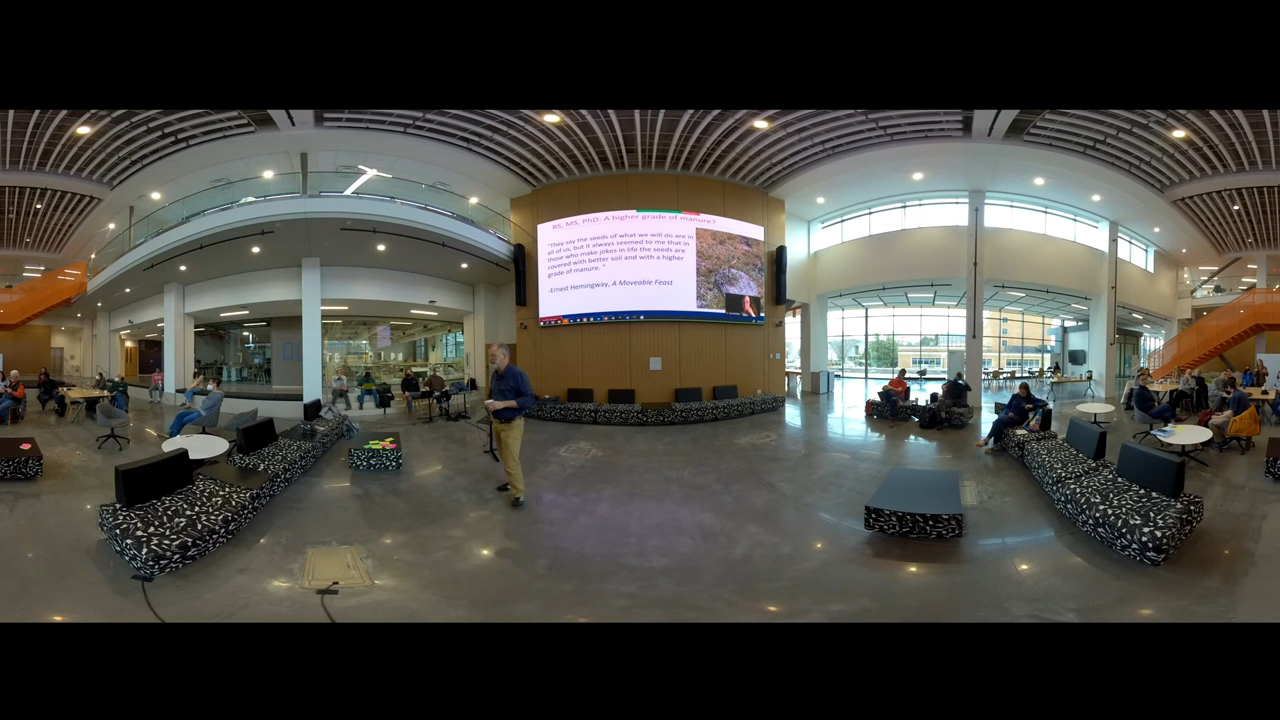 BS, MS, PhD: A higher grade of manure?
"They say the seeds of what we will do are in
all of us, but it always seemed to me that in
those who make jokes in life the seeds are
covered with better soil and with a higher
grade of manure. "
-Ernest Hemingway, A Moveable Feast